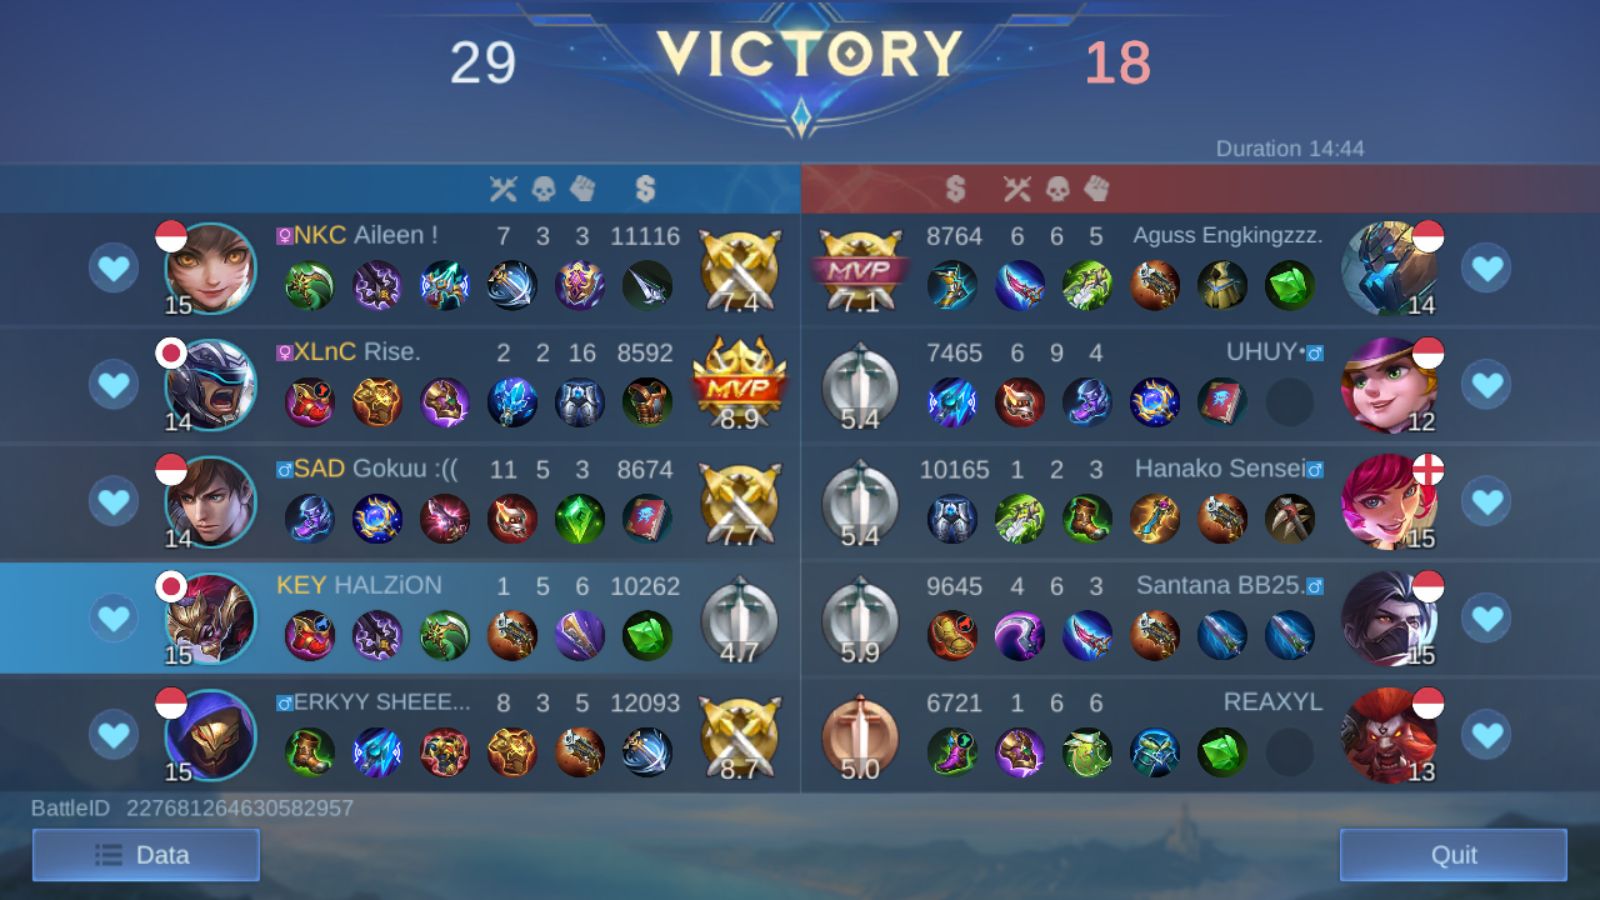 29 VICTORY 18
Duration 14:44
NKC Aileen ! 7 3 3 11116
15 7.4
MVP 7.1 8764 6 6 5 Aguss Engkingzzz.
14
XLnC Rise. 2 2 16 8592
14 MVP 8.9
5.4 7465 6 9 4 UHUY•
12
SAD Gokuu :(( 11 5 3 8674
14 7.7
5.4 10165 1 2 3 Hanako Sensei
15
KEY HALZiON 1 5 6 10262
15 4.7
5.9 9645 4 6 3 Santana BB25.
15
ERKYY SHEEE... 8 3 5 12093
15 8.7
5.0 6721 1 6 6 REAXYL
13
BattleID 227681264630582957
Data
Quit